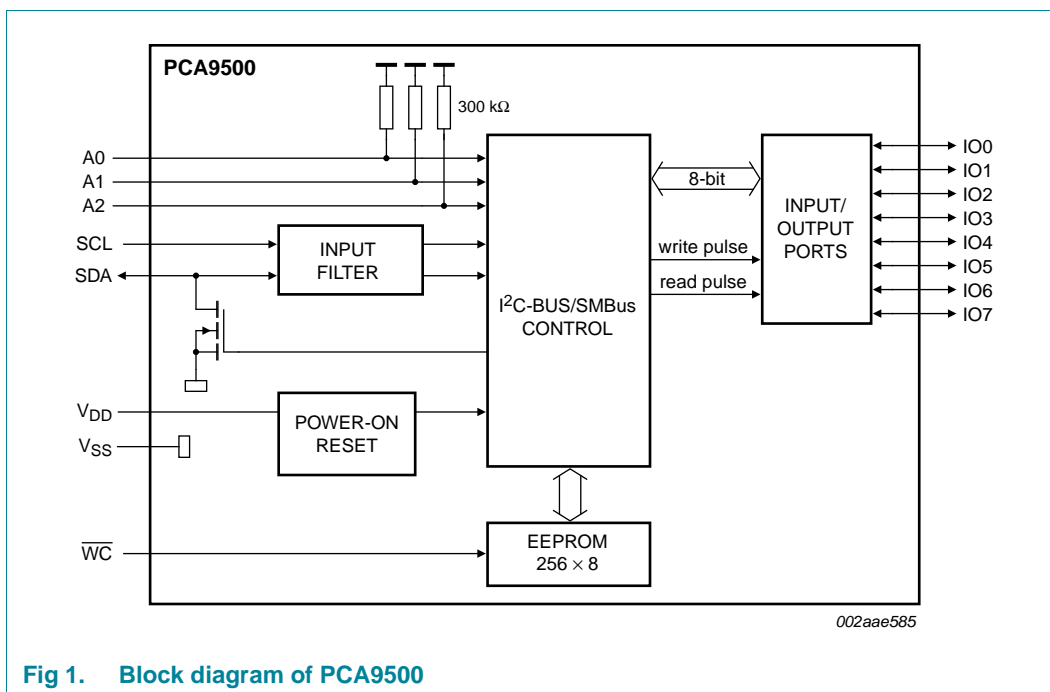 PCA9500
300 kΩ
A0
A1
A2
SCL
SDA
INPUT
FILTER
VDD
VSS
POWER-ON
RESET
WC
I2C-BUS/SMBus
CONTROL
EEPROM
256 × 8
8-bit
write pulse
read pulse
INPUT/
OUTPUT
PORTS
IO0
IO1
IO2
IO3
IO4
IO5
IO6
IO7
002aae585
Fig 1. Block diagram of PCA9500